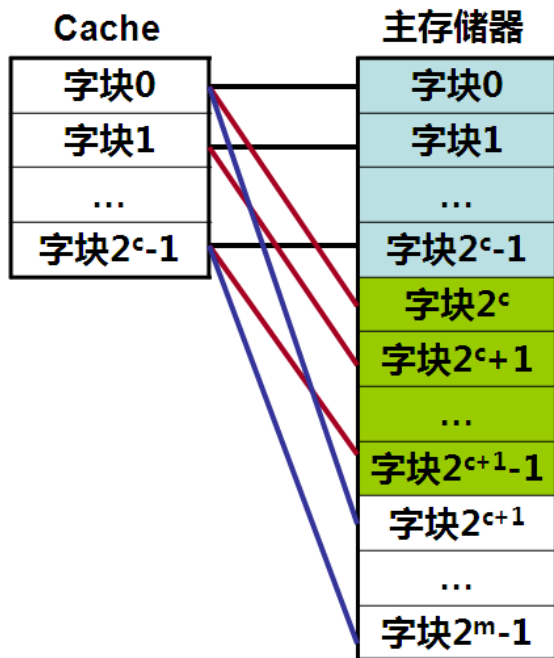 Cache
字块0
字块1
...
字块2ᶜ-1
主存储器
字块0
字块1
...
字块2ᶜ-1
字块2ᶜ
字块2ᶜ+1
...
字块2ᶜ⁺¹-1
字块2ᶜ⁺¹
...
字块2ᵐ-1